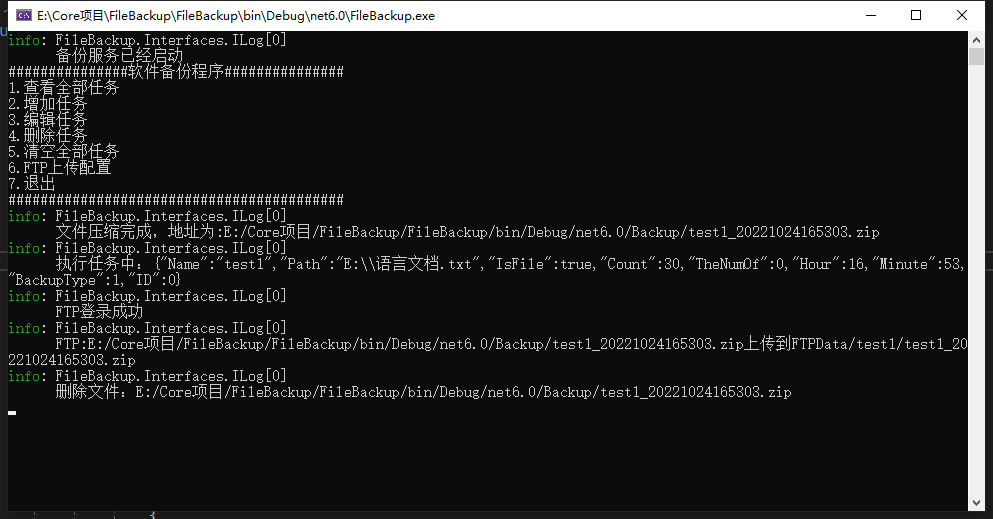 E:\Core项目\FileBackup\FileBackup\bin\Debug\net6.0\FileBackup.exe
info: FileBackup.Interfaces.ILog[0]
备份服务已经启动
###############软件备份程序###############
1.查看全部任务
2.增加任务
3.编辑任务
4.删除任务
5.清空全部任务
6.FTP上传配置
7.退出
##########################################
info: FileBackup.Interfaces.ILog[0]
文件压缩完成，地址为:E:/Core项目/FileBackup/FileBackup/bin/Debug/net6.0/Backup/test1_20221024165303.zip
info: FileBackup.Interfaces.ILog[0]
执行任务中：{"Name":"test1","Path":"E:\\语言文档.txt","IsFile":true,"Count":30,"TheNumOf":0,"Hour":16,"Minute":53,
"BackupType":1,"ID":0}
info: FileBackup.Interfaces.ILog[0]
FTP登录成功
info: FileBackup.Interfaces.ILog[0]
FTP:E:/Core项目/FileBackup/FileBackup/bin/Debug/net6.0/Backup/test1_20221024165303.zip上传到FTPData/test1/test1_20
221024165303.zip
info: FileBackup.Interfaces.ILog[0]
删除文件：E:/Core项目/FileBackup/FileBackup/bin/Debug/net6.0/Backup/test1_20221024165303.zip